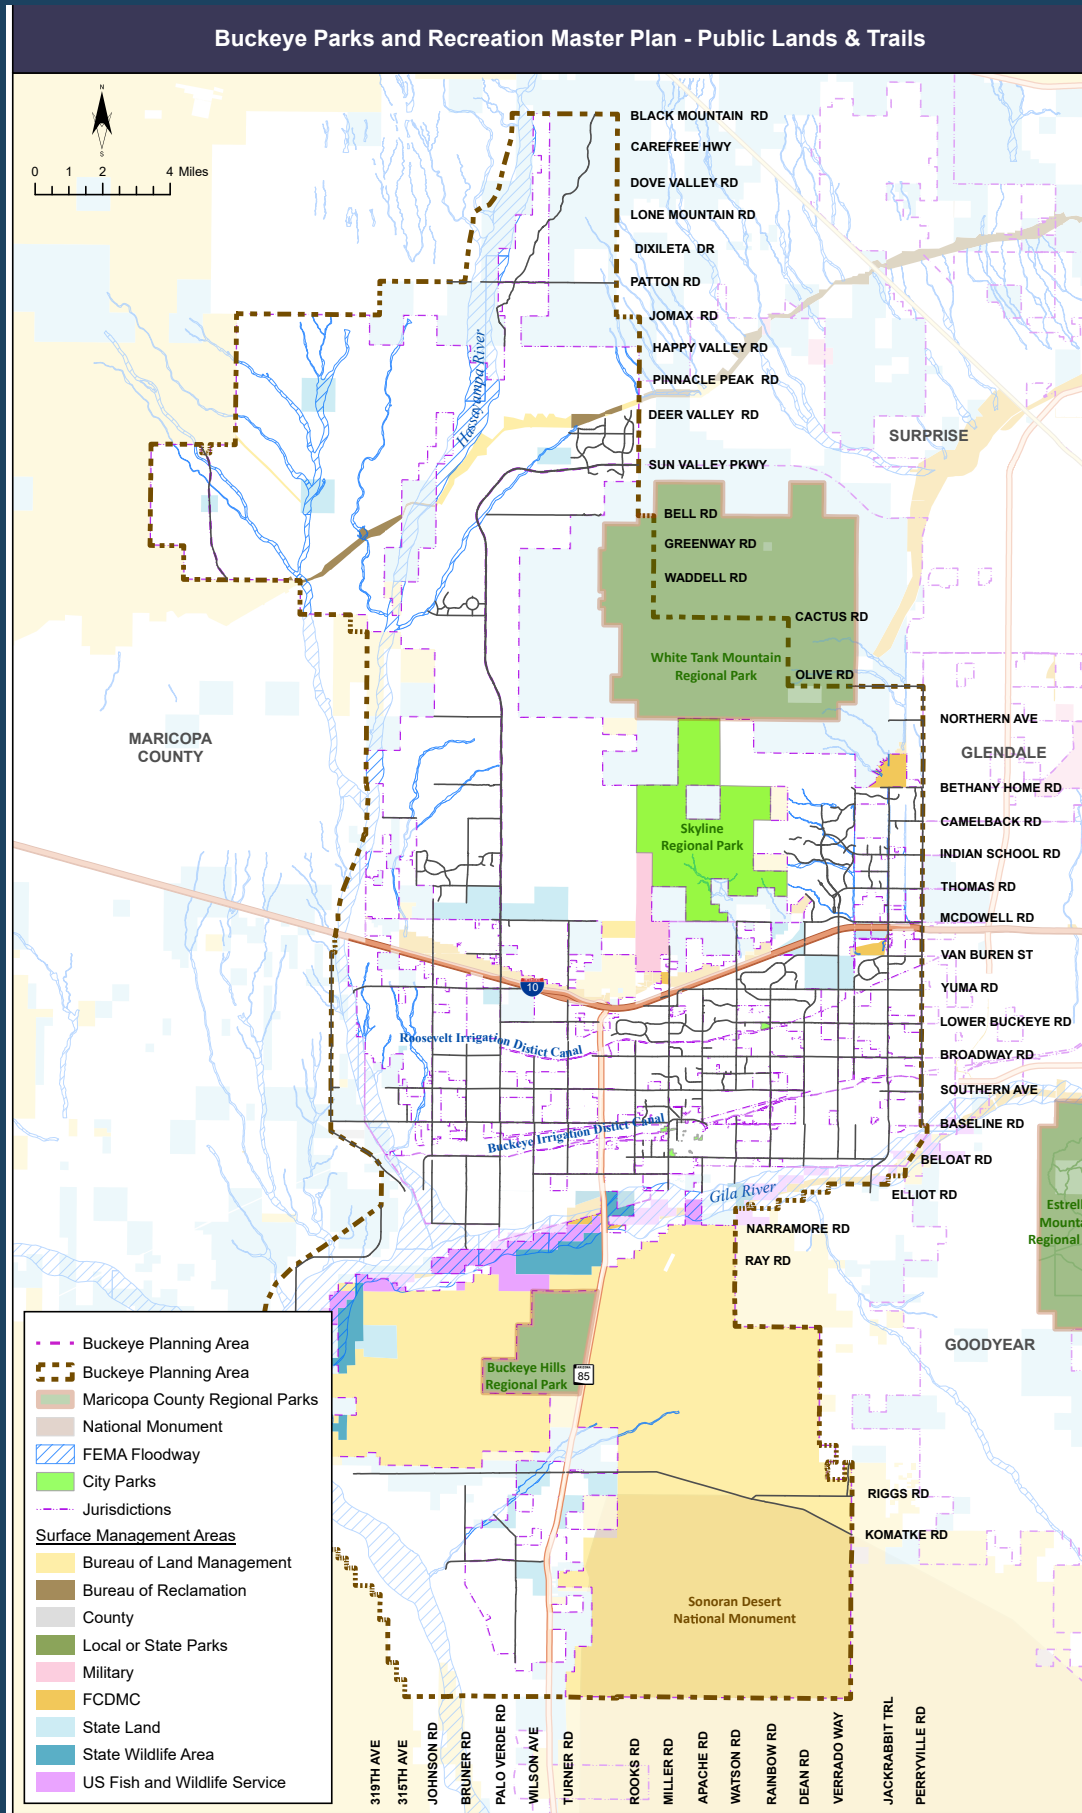 Buckeye Parks and Recreation Master Plan - Public Lands & Trails
N
S
0 1 2 4 Miles
BLACK MOUNTAIN RD
CAREFREE HWY
DOVE VALLEY RD
LONE MOUNTAIN RD
DIXILETA DR
PATTON RD
JOMAX RD
HAPPY VALLEY RD
PINNACLE PEAK RD
DEER VALLEY RD
SUN VALLEY PKWY
BELL RD
GREENWAY RD
WADDELL RD
CACTUS RD
OLIVE RD
NORTHERN AVE
BETHANY HOME RD
CAMELBACK RD
INDIAN SCHOOL RD
THOMAS RD
MCDOWELL RD
VAN BUREN ST
YUMA RD
LOWER BUCKEYE RD
BROADWAY RD
SOUTHERN AVE
BASELINE RD
BELOAT RD
ELLIOT RD
NARRAMORE RD
RAY RD
RIGGS RD
KOMATKE RD
Hassayampa River
SURPRISE
White Tank Mountain
Regional Park
MARICOPA
COUNTY
GLENDALE
Skyline
Regional Park
10
Roosevelt Irrigation Distict Canal
Buckeye Irrigation Distict Canal
Gila River
Estrell
Mounta
Regional
GOODYEAR
Buckeye Hills
Regional Park
ARIZONA
85
Sonoran Desert
National Monument
Buckeye Planning Area
Buckeye Planning Area
Maricopa County Regional Parks
National Monument
FEMA Floodway
City Parks
Jurisdictions
Surface Management Areas
Bureau of Land Management
Bureau of Reclamation
County
Local or State Parks
Military
FCDMC
State Land
State Wildlife Area
US Fish and Wildlife Service
319TH AVE
315TH AVE
JOHNSON RD
BRUNER RD
PALO VERDE RD
WILSON AVE
TURNER RD
ROOKS RD
MILLER RD
APACHE RD
WATSON RD
RAINBOW RD
DEAN RD
VERRADO WAY
JACKRABBIT TRL
PERRYVILLE RD